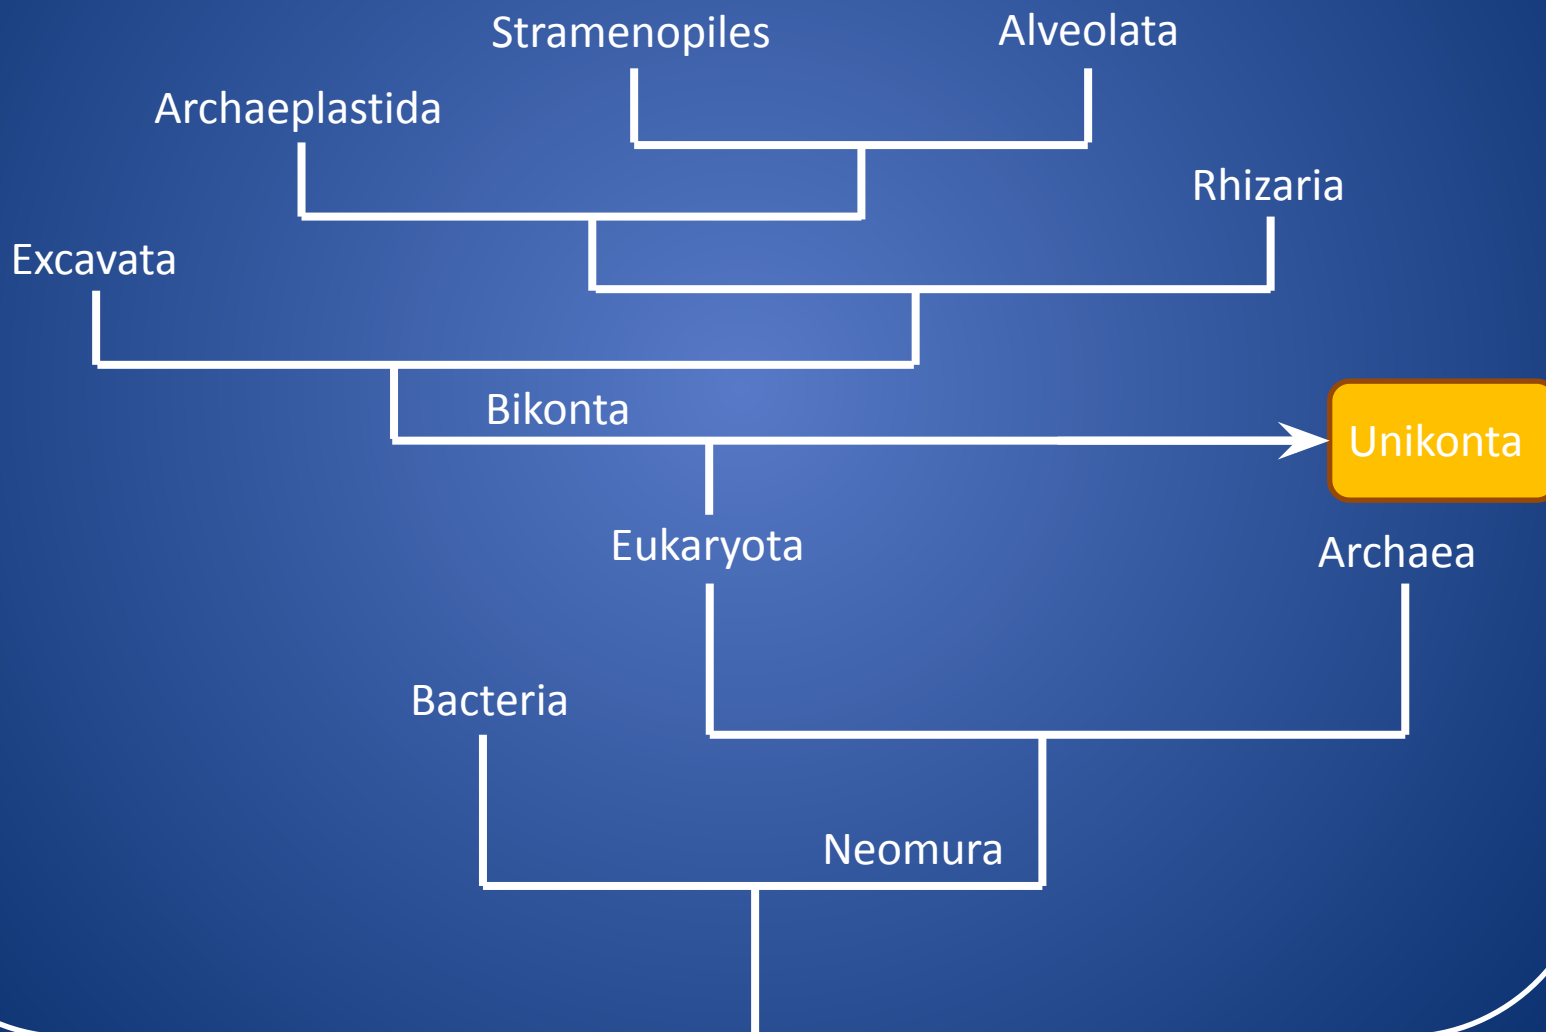 Stramenopiles
Alveolata
Archaeplastida
Rhizaria
Excavata
Bikonta
Unikonta
Eukaryota
Archaea
Bacteria
Neomura